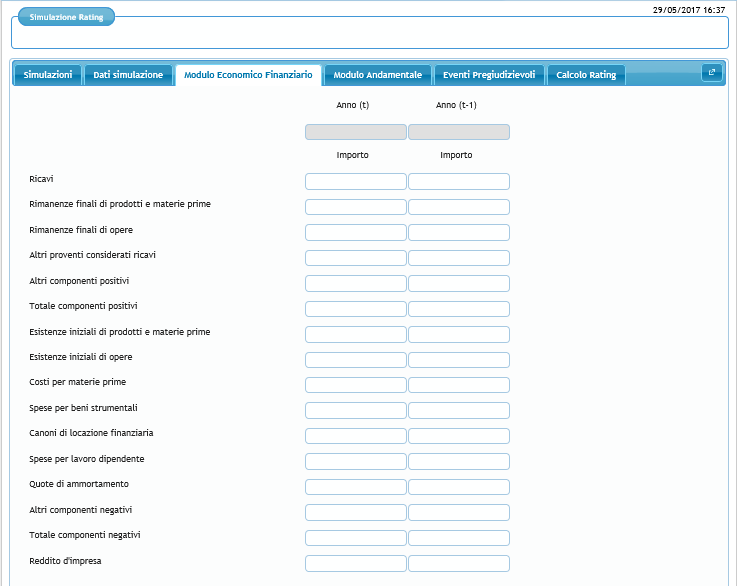 29/05/2017 16:37
Simulazione Rating
Simulazioni Dati simulazione Modulo Economico Finanziario Modulo Andamentale Eventi Pregiudizievoli Calcolo Rating
Anno (t) Anno (t-1)
Importo Importo
Ricavi
Rimanenze finali di prodotti e materie prime
Rimanenze finali di opere
Altri proventi considerati ricavi
Altri componenti positivi
Totale componenti positivi
Esistenze iniziali di prodotti e materie prime
Esistenze iniziali di opere
Costi per materie prime
Spese per beni strumentali
Canoni di locazione finanziaria
Spese per lavoro dipendente
Quote di ammortamento
Altri componenti negativi
Totale componenti negativi
Reddito d'impresa